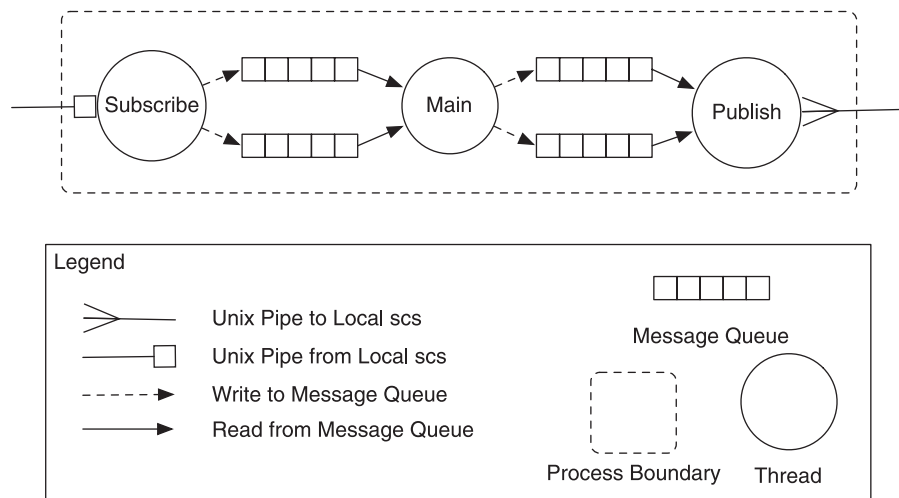 Subscribe
Main
Publish
Legend
Unix Pipe to Local scs
Unix Pipe from Local scs
Write to Message Queue
Read from Message Queue
Message Queue
Process Boundary
Thread